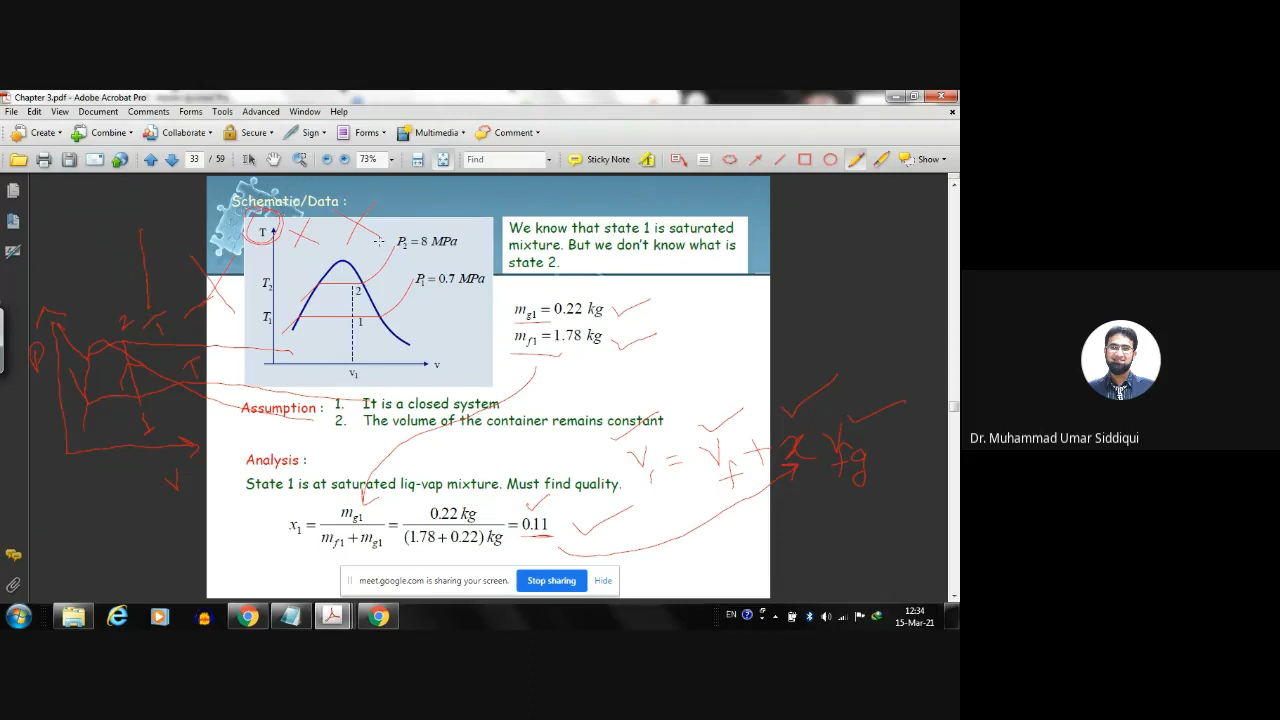 Chapter 3.pdf - Adobe Acrobat Pro
File Edit View Document Comments Forms Tools Advanced Window Help
Create Combine Collaborate Secure Sign Forms Multimedia Comment
33 / 59 73% Find Sticky Note Show
Schematic/Data :
T
P2 = 8 MPa
P1 = 0.7 MPa
T2
2
T1
1
v1
v
We know that state 1 is saturated
mixture. But we don't know what is
state 2.
mg1 = 0.22 kg
mf1 = 1.78 kg
P
2
T
1
V
Assumption : 1. It is a closed system
2. The volume of the container remains constant
v1 = vf + x vfg
Analysis :
State 1 is at saturated liq-vap mixture. Must find quality.
x1 = mg1 / (mf1 + mg1) = 0.22 kg / (1.78 + 0.22) kg = 0.11
meet.google.com is sharing your screen. Stop sharing Hide
EN
12:34
15-Mar-21
Dr. Muhammad Umar Siddiqui